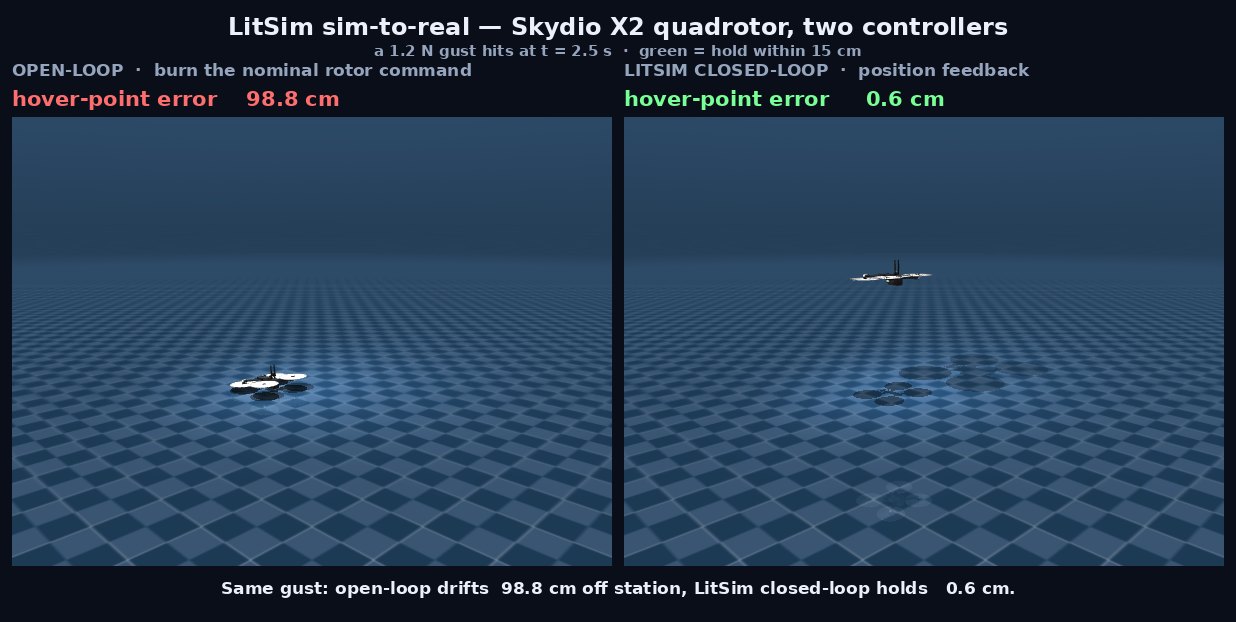 LitSim sim-to-real — Skydio X2 quadrotor, two controllers
a 1.2 N gust hits at t = 2.5 s · green = hold within 15 cm
OPEN-LOOP · burn the nominal rotor command
hover-point error 98.8 cm
LITSIM CLOSED-LOOP · position feedback
hover-point error 0.6 cm
Same gust: open-loop drifts 98.8 cm off station, LitSim closed-loop holds 0.6 cm.